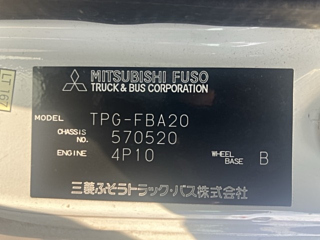 MITSUBISHI FUSO
TRUCK & BUS CORPORATION
MODEL TPG-FBA20
CHASSIS NO. 570520
ENGINE 4P10 WHEEL BASE B
三菱ふそうトラック・バス株式会社